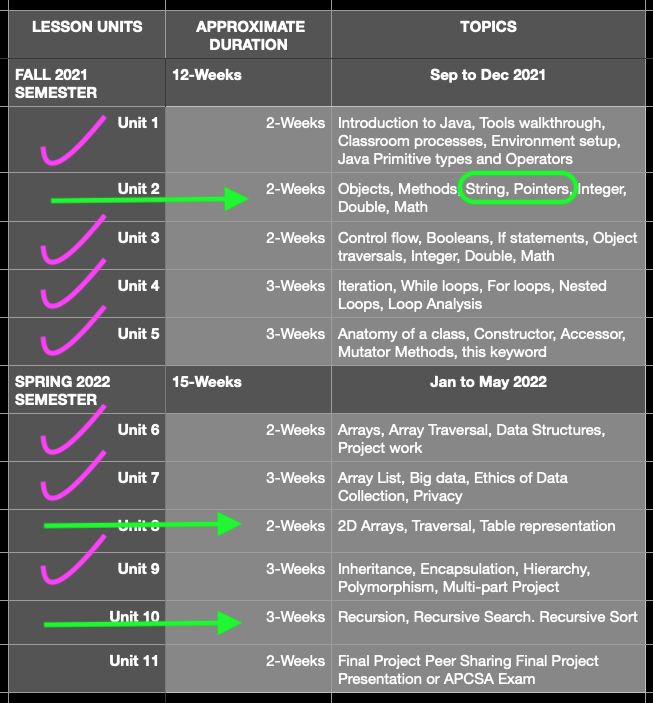 LESSON UNITS
APPROXIMATE
DURATION
TOPICS
FALL 2021
SEMESTER
12-Weeks
Sep to Dec 2021
Unit 1
2-Weeks
Introduction to Java, Tools walkthrough,
Classroom processes, Environment setup,
Java Primitive types and Operators
Unit 2
2-Weeks
Objects, Methods, String, Pointers, Integer,
Double, Math
Unit 3
2-Weeks
Control flow, Booleans, If statements, Object
traversals, Integer, Double, Math
Unit 4
3-Weeks
Iteration, While loops, For loops, Nested
Loops, Loop Analysis
Unit 5
3-Weeks
Anatomy of a class, Constructor, Accessor,
Mutator Methods, this keyword
SPRING 2022
SEMESTER
15-Weeks
Jan to May 2022
Unit 6
2-Weeks
Arrays, Array Traversal, Data Structures,
Project work
Unit 7
3-Weeks
Array List, Big data, Ethics of Data
Collection, Privacy
Unit 8
2-Weeks
2D Arrays, Traversal, Table representation
Unit 9
3-Weeks
Inheritance, Encapsulation, Hierarchy,
Polymorphism, Multi-part Project
Unit 10
3-Weeks
Recursion, Recursive Search. Recursive Sort
Unit 11
2-Weeks
Final Project Peer Sharing Final Project
Presentation or APCSA Exam